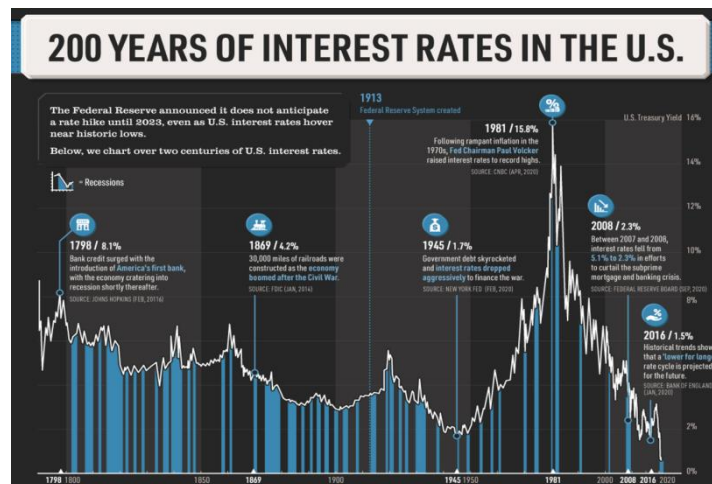 200 YEARS OF INTEREST RATES IN THE U.S.
The Federal Reserve announced it does not anticipate
a rate hike until 2023, even as U.S. interest rates hover
near historic lows.
Below, we chart over two centuries of U.S. interest rates.
= Recessions
1913
Federal Reserve System created
1981 / 15.8%
Following rampant inflation in the
1970s, Fed Chairman Paul Volcker
raised interest rates to record highs.
SOURCE: CNBC (APR, 2020)
U.S. Treasury Yield
16%
14%
12%
10%
8%
2%
0%
1798 / 8.1%
Bank credit surged with the
introduction of America's first bank,
with the economy cratering into
recession shortly thereafter.
SOURCE: JOHNS HOPKINS (FEB, 20116)
1869 / 4.2%
30,000 miles of railroads were
constructed as the economy
boomed after the Civil War.
SOURCE: FDIC (JAN, 2014)
1945 / 1.7%
Government debt skyrocketed
and interest rates dropped
aggressively to finance the war.
SOURCE: NEW YORK FED (FEB, 2020)
2008 / 2.3%
Between 2007 and 2008,
interest rates fell from
5.1% to 2.3% in efforts
to curtail the subprime
mortgage and banking crisis.
SOURCE: FEDERAL RESERVE BOARD (SEP, 2020)
2016 / 1.5%
Historical trends show
that a 'lower for long
rate cycle is projected
for the future.
SOURCE: BANK OF ENGLAND
(JAN, 2020)
1798 1800 1850 1869 1900 1945 1950 1981 2000 2008 2016 2020